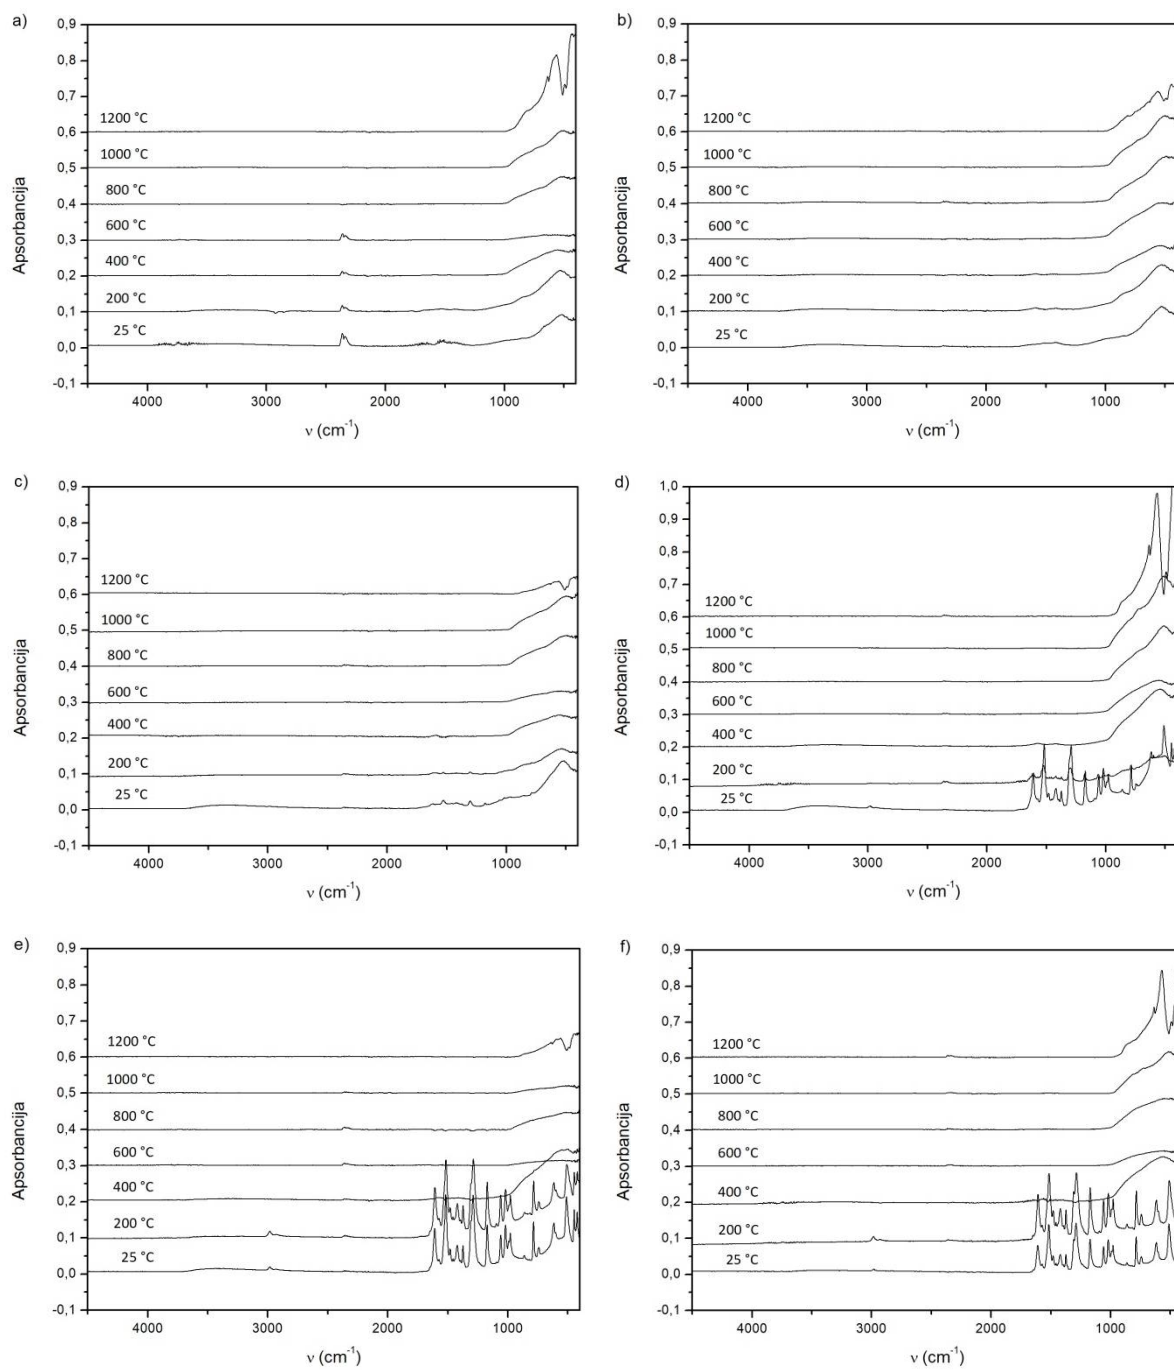 a)
Apsorbancija
0,9
0,8
0,7
0,6
0,5
0,4
0,3
0,2
0,1
0,0
-0,1
1200 °C
1000 °C
800 °C
600 °C
400 °C
200 °C
25 °C
4000 3000 2000 1000
ν (cm⁻¹)
b)
Apsorbancija
0,9
0,8
0,7
0,6
0,5
0,4
0,3
0,2
0,1
0,0
-0,1
1200 °C
1000 °C
800 °C
600 °C
400 °C
200 °C
25 °C
4000 3000 2000 1000
ν (cm⁻¹)
c)
Apsorbancija
0,9
0,8
0,7
0,6
0,5
0,4
0,3
0,2
0,1
0,0
-0,1
1200 °C
1000 °C
800 °C
600 °C
400 °C
200 °C
25 °C
4000 3000 2000 1000
ν (cm⁻¹)
d)
Apsorbancija
1,0
0,9
0,8
0,7
0,6
0,5
0,4
0,3
0,2
0,1
0,0
-0,1
1200 °C
1000 °C
800 °C
600 °C
400 °C
200 °C
25 °C
4000 3000 2000 1000
ν (cm⁻¹)
e)
Apsorbancija
0,9
0,8
0,7
0,6
0,5
0,4
0,3
0,2
0,1
0,0
-0,1
1200 °C
1000 °C
800 °C
600 °C
400 °C
200 °C
25 °C
4000 3000 2000 1000
ν (cm⁻¹)
f)
Apsorbancija
0,9
0,8
0,7
0,6
0,5
0,4
0,3
0,2
0,1
0,0
-0,1
1200 °C
1000 °C
800 °C
600 °C
400 °C
200 °C
25 °C
4000 3000 2000 1000
ν (cm⁻¹)